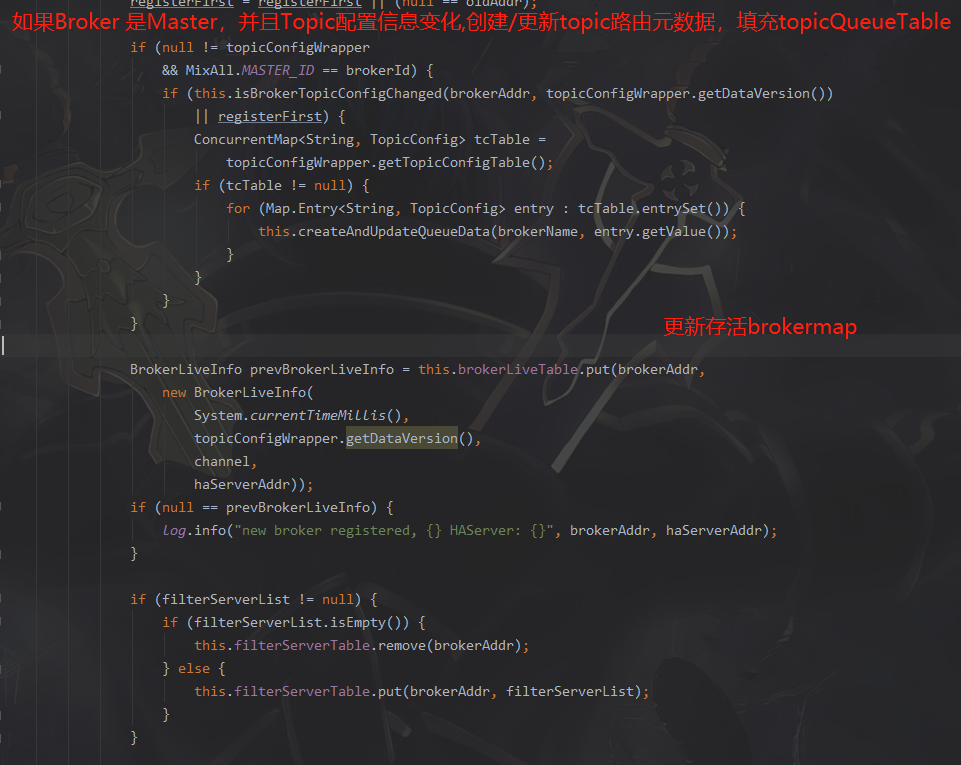 registerFirst = registerFirst || (null == oldAddr);
如果Broker 是Master，并且Topic配置信息变化,创建/更新topic路由元数据，填充topicQueueTable
if (null != topicConfigWrapper
&& MixAll.MASTER_ID == brokerId) {
if (this.isBrokerTopicConfigChanged(brokerAddr, topicConfigWrapper.getDataVersion())
|| registerFirst) {
ConcurrentMap<String, TopicConfig> tcTable =
topicConfigWrapper.getTopicConfigTable();
if (tcTable != null) {
for (Map.Entry<String, TopicConfig> entry : tcTable.entrySet()) {
this.createAndUpdateQueueData(brokerName, entry.getValue());
}
}
}
}
更新存活brokermap
BrokerLiveInfo prevBrokerLiveInfo = this.brokerLiveTable.put(brokerAddr,
new BrokerLiveInfo(
System.currentTimeMillis(),
topicConfigWrapper.getDataVersion(),
channel,
haServerAddr));
if (null == prevBrokerLiveInfo) {
log.info("new broker registered, {} HAServer: {}", brokerAddr, haServerAddr);
}
if (filterServerList != null) {
if (filterServerList.isEmpty()) {
this.filterServerTable.remove(brokerAddr);
} else {
this.filterServerTable.put(brokerAddr, filterServerList);
}
}